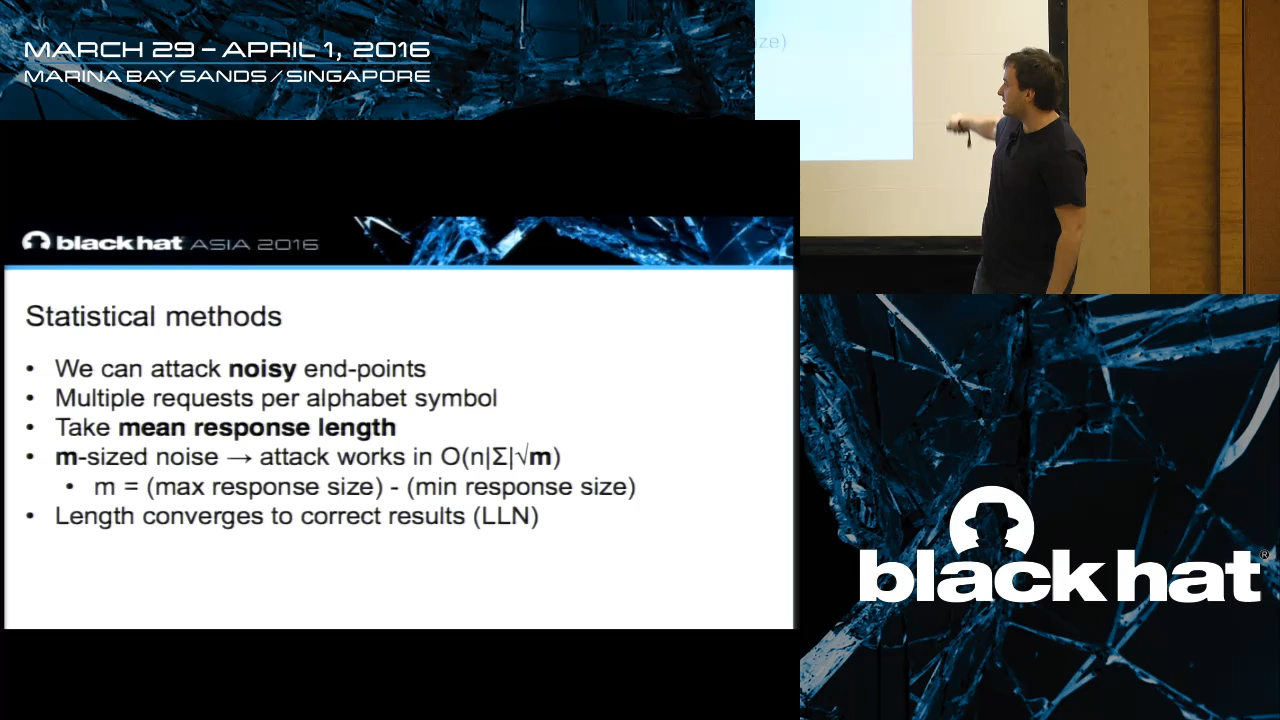 MARCH 29 – APRIL 1, 2016
MARINA BAY SANDS / SINGAPORE
ze)
black hat ASIA 2016
Statistical methods
• We can attack noisy end-points
• Multiple requests per alphabet symbol
• Take mean response length
• m-sized noise → attack works in O(n|Σ|√m)
• m = (max response size) - (min response size)
• Length converges to correct results (LLN)
black hat®